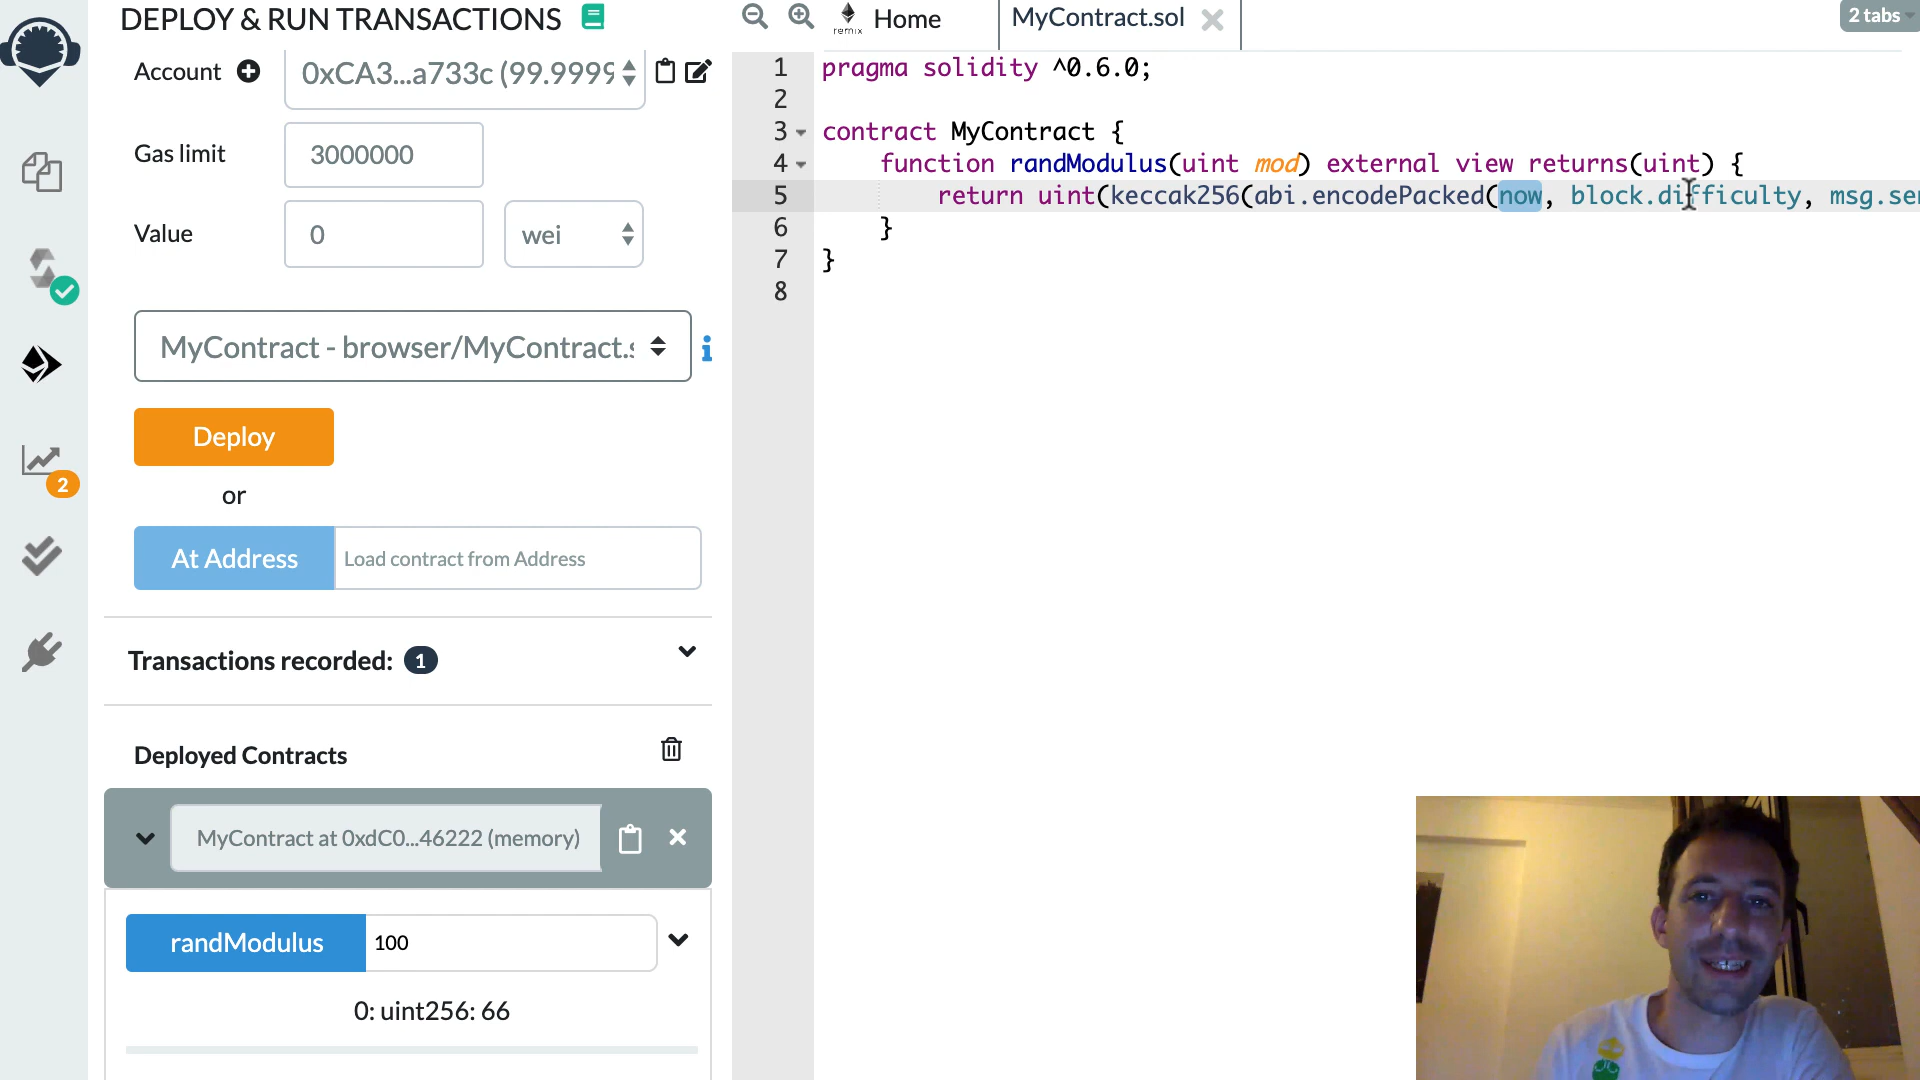 DEPLOY & RUN TRANSACTIONS
Account
0xCA3...a733c (99.9999
Gas limit
3000000
Value
0
wei
MyContract - browser/MyContract.s
i
Deploy
or
At Address
Load contract from Address
Transactions recorded: 1
Deployed Contracts
MyContract at 0xdC0...46222 (memory)
randModulus
100
0: uint256: 66
2
remix
Home
MyContract.sol
2 tabs
1 pragma solidity ^0.6.0;
2
3 contract MyContract {
4 function randModulus(uint mod) external view returns(uint) {
5 return uint(keccak256(abi.encodePacked(now, block.difficulty, msg.sen
6 }
7 }
8